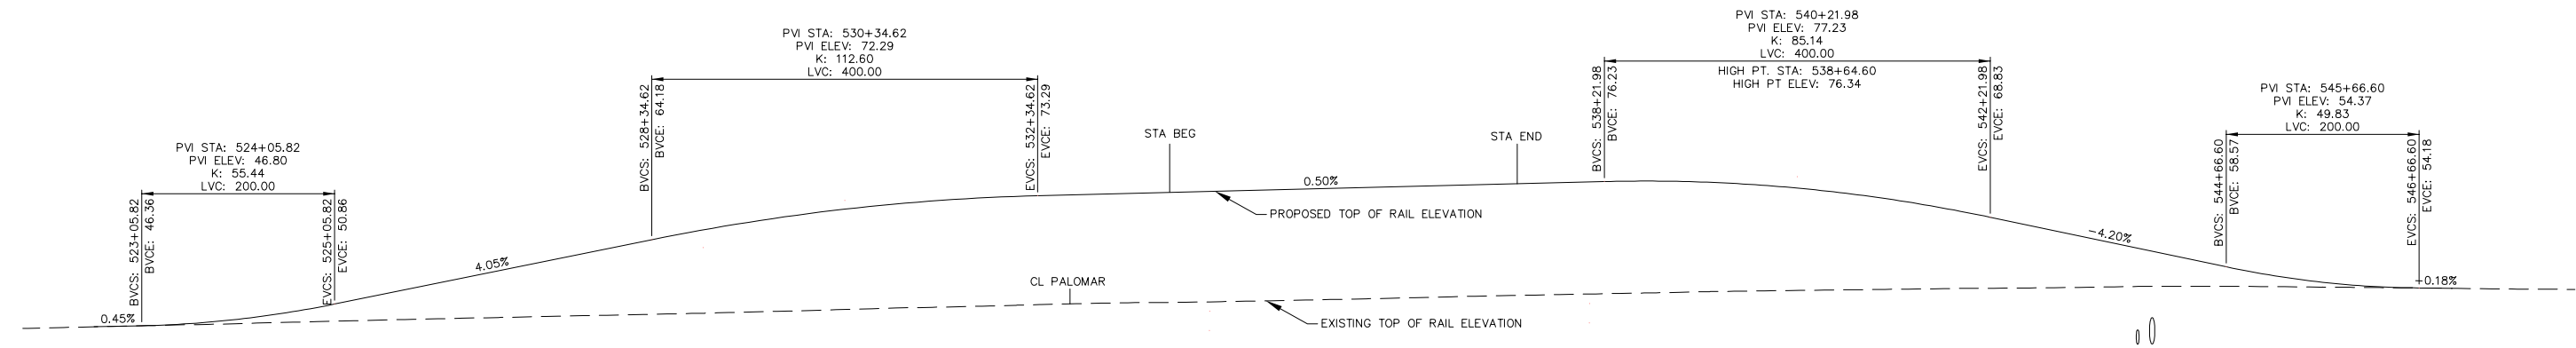 PVI STA: 524+05.82
PVI ELEV: 46.80
K: 55.44
LVC: 200.00
BVCS: 523+05.82
BVCE: 46.36
EVCS: 525+05.82
EVCE: 50.86
0.45%
4.05%
PVI STA: 530+34.62
PVI ELEV: 72.29
K: 112.60
LVC: 400.00
BVCS: 528+34.62
BVCE: 64.18
EVCS: 532+34.62
EVCE: 73.29
STA BEG
0.50%
STA END
PROPOSED TOP OF RAIL ELEVATION
CL PALOMAR
EXISTING TOP OF RAIL ELEVATION
PVI STA: 540+21.98
PVI ELEV: 77.23
K: 85.14
LVC: 400.00
HIGH PT. STA: 538+64.60
HIGH PT ELEV: 76.34
BVCS: 538+21.98
BVCE: 76.23
EVCS: 542+21.98
EVCE: 68.83
-4.20%
PVI STA: 545+66.60
PVI ELEV: 54.37
K: 49.83
LVC: 200.00
BVCS: 544+66.60
BVCE: 58.57
EVCS: 546+66.60
EVCE: 54.18
+0.18%